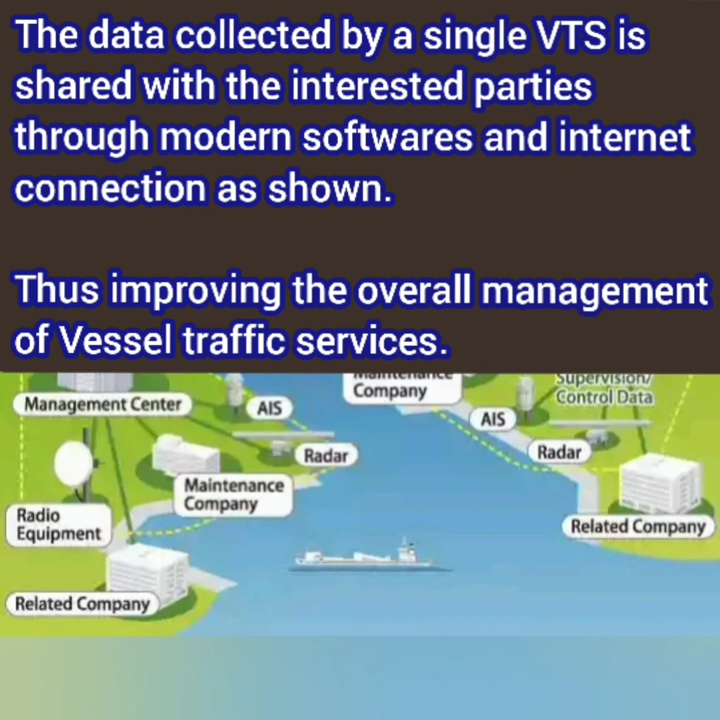 The data collected by a single VTS is
shared with the interested parties
through modern softwares and internet
connection as shown.
Thus improving the overall management
of Vessel traffic services.
Maintenance
Company
Supervision/
Control Data
Management Center
AIS
AIS
Radar
Radar
Maintenance
Company
Radio
Equipment
Related Company
Related Company